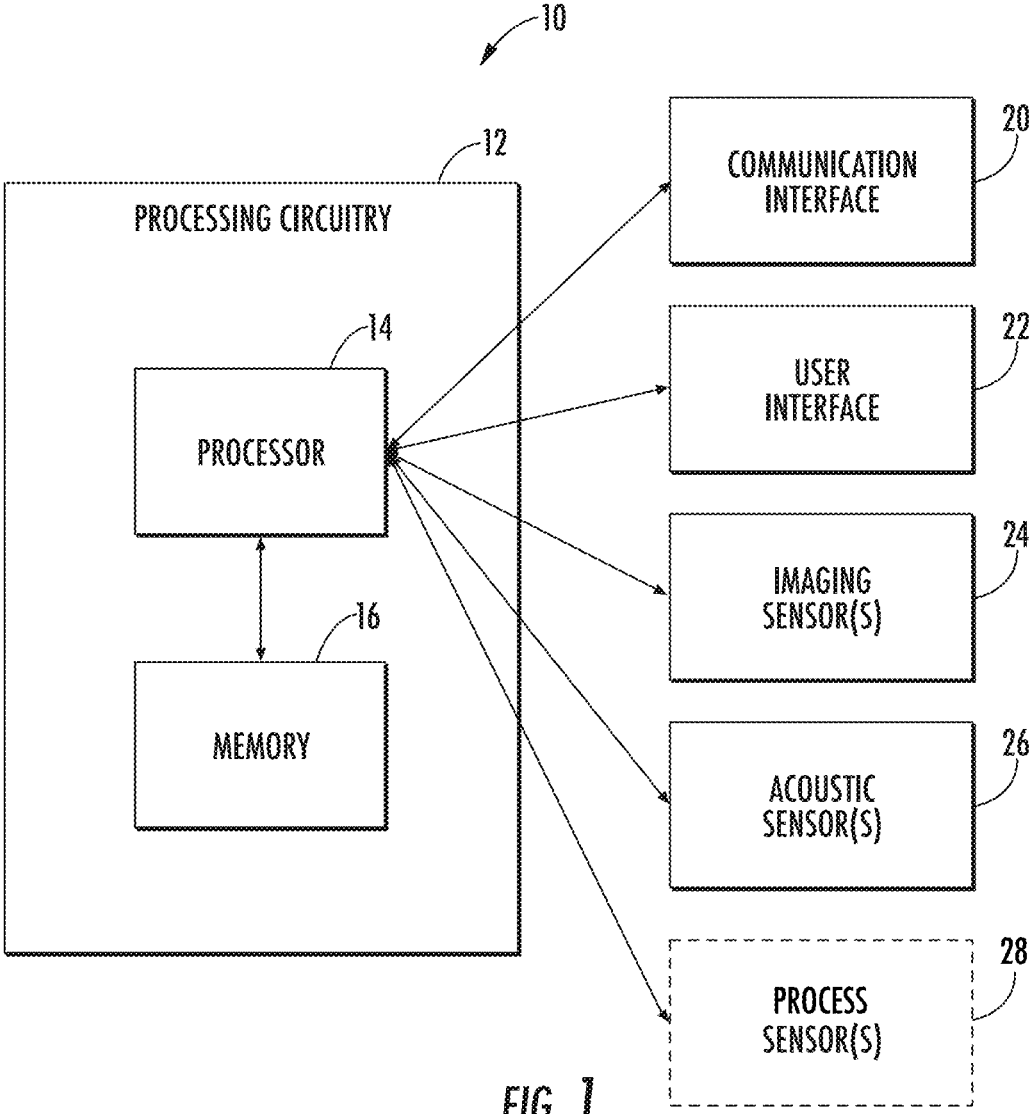 10
12
PROCESSING CIRCUITRY
14
PROCESSOR
16
MEMORY
20
COMMUNICATION
INTERFACE
22
USER
INTERFACE
24
IMAGING
SENSOR(S)
26
ACOUSTIC
SENSOR(S)
28
PROCESS
SENSOR(S)
FIG. 1